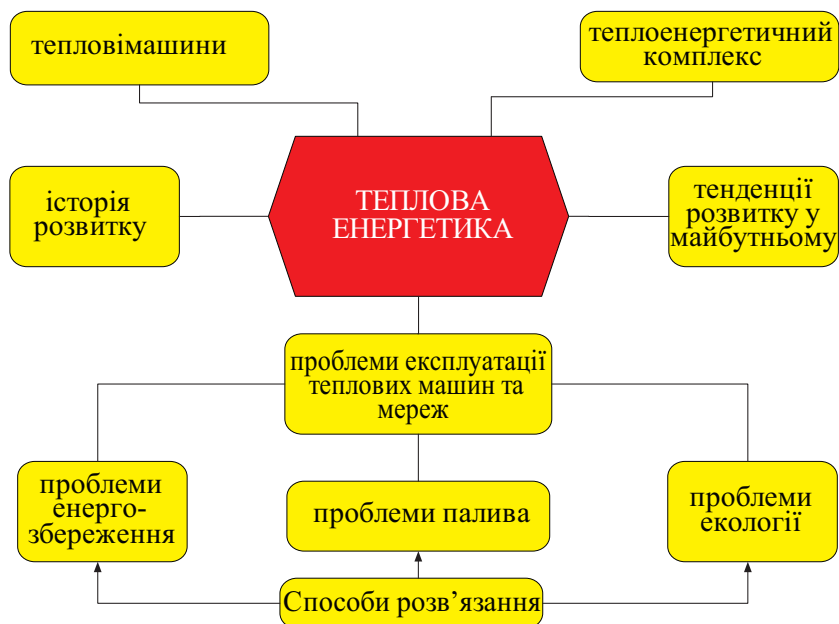 тепловімашини
теплоенергетичний
комплекс
історія
розвитку
ТЕПЛОВА
ЕНЕРГЕТИКА
тенденції
розвитку у
майбутньому
проблеми експлуатації
теплових машин та
мереж
проблеми
енерго-
збереження
проблеми палива
проблеми
екології
Способи розв’язання